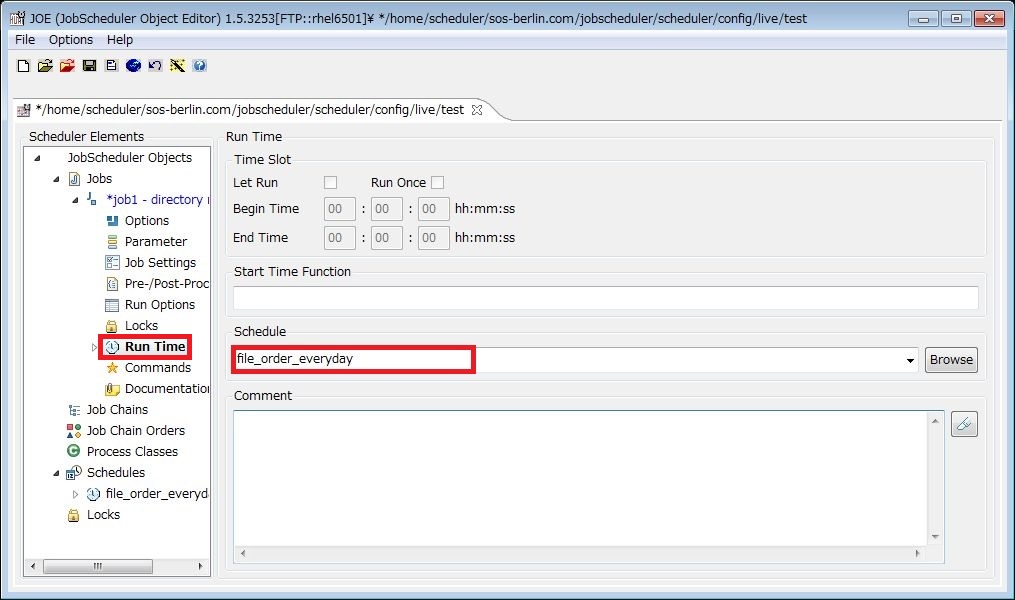 JOE (JobScheduler Object Editor) 1.5.3253[FTP::rhel6501]¥ */home/scheduler/sos-berlin.com/jobscheduler/scheduler/config/live/test
File Options Help
*/home/scheduler/sos-berlin.com/jobscheduler/scheduler/config/live/test
Scheduler Elements
JobScheduler Objects
Jobs
*job1 - directory
Options
Parameter
Job Settings
Pre-/Post-Proc
Run Options
Locks
Run Time
Commands
Documentation
Job Chains
Job Chain Orders
Process Classes
Schedules
file_order_everyd
Locks
Run Time
Time Slot
Let Run Run Once
Begin Time 00 : 00 : 00 hh:mm:ss
End Time 00 : 00 : 00 hh:mm:ss
Start Time Function
Schedule
file_order_everyday Browse
Comment